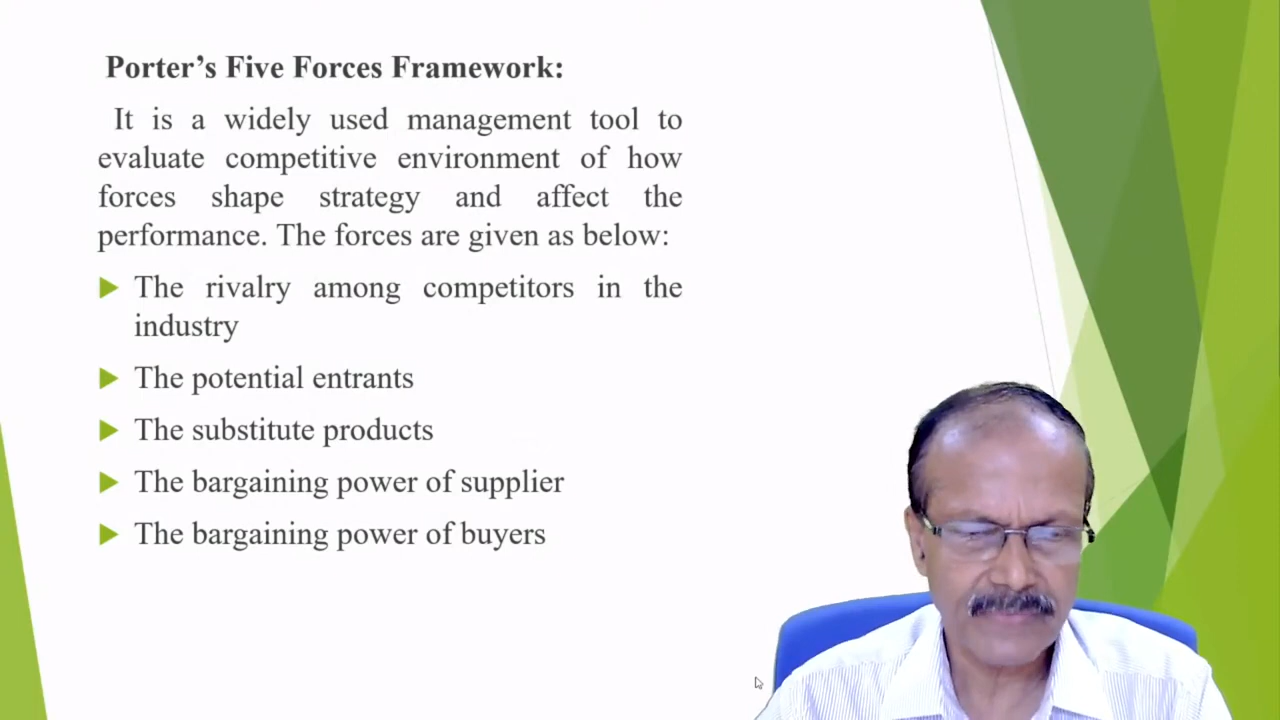 Porter’s Five Forces Framework:
It is a widely used management tool to
evaluate competitive environment of how
forces shape strategy and affect the
performance. The forces are given as below:
The rivalry among competitors in the
industry
The potential entrants
The substitute products
The bargaining power of supplier
The bargaining power of buyers